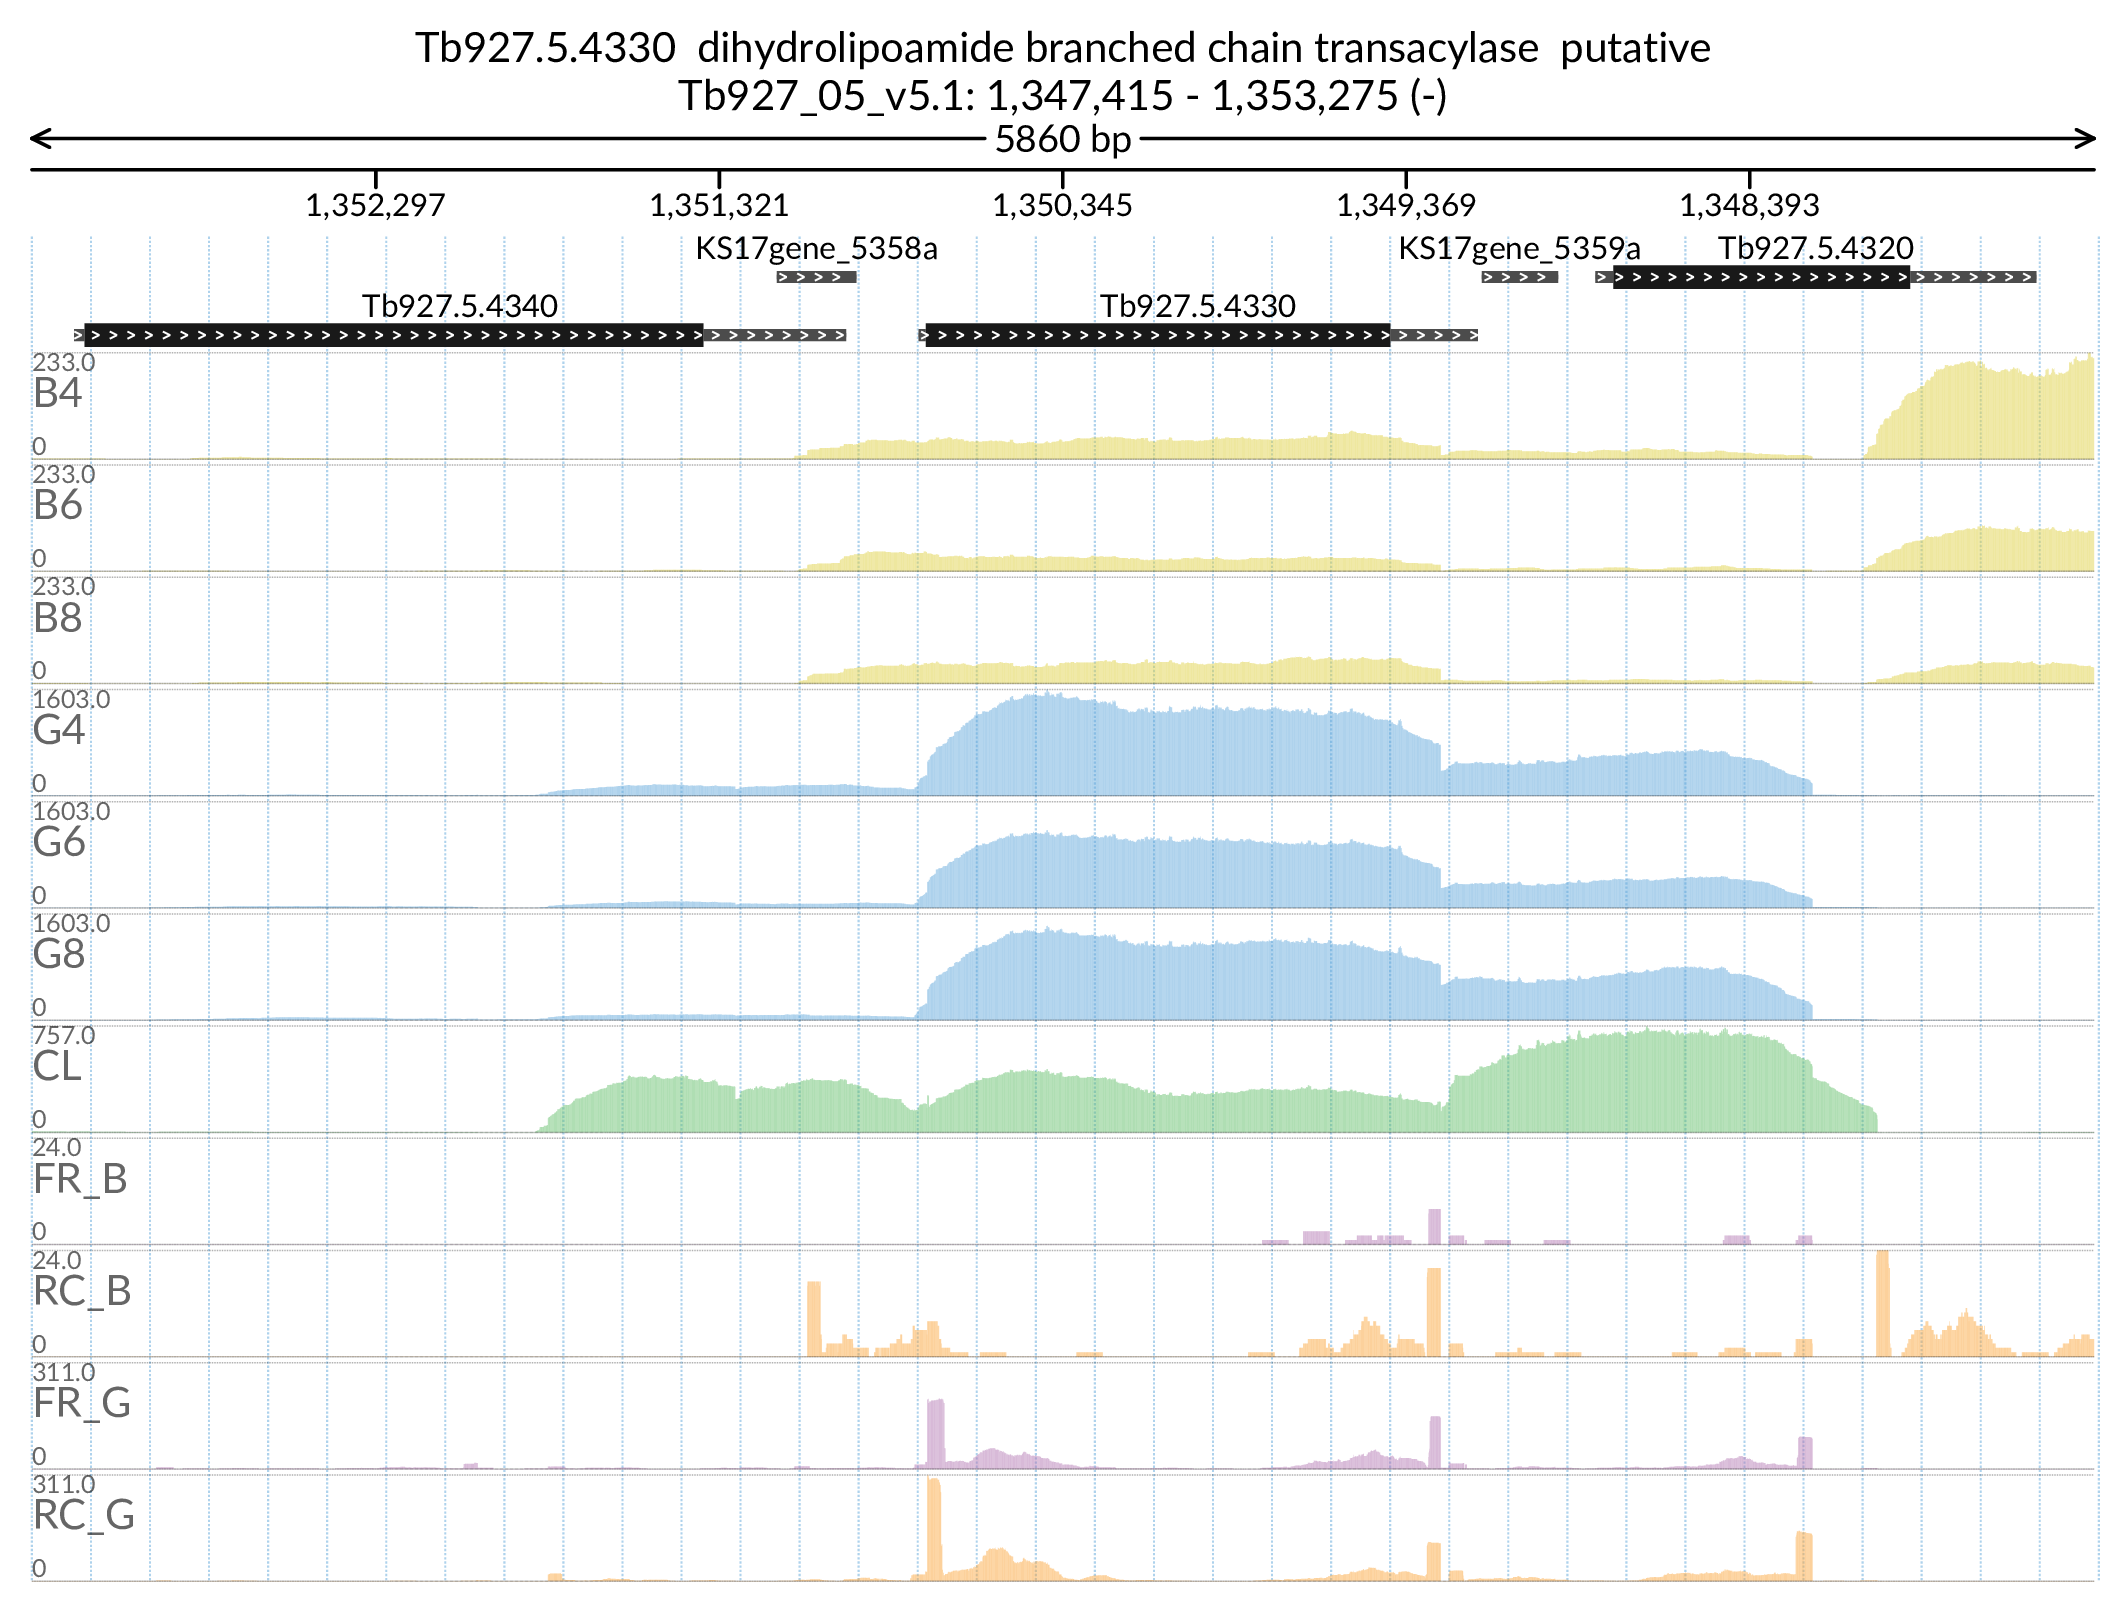 Tb927.5.4330 dihydrolipoamide branched chain transacylase putative
Tb927_05_v5.1: 1,347,415 - 1,353,275 (-)
5860 bp
1,352,297 1,351,321 1,350,345 1,349,369 1,348,393
KS17gene_5358a KS17gene_5359a Tb927.5.4320
Tb927.5.4340 Tb927.5.4330
233.0
B4
0
233.0
B6
0
233.0
B8
0
1603.0
G4
0
1603.0
G6
0
1603.0
G8
0
757.0
CL
0
24.0
FR_B
0
24.0
RC_B
0
311.0
FR_G
0
311.0
RC_G
0